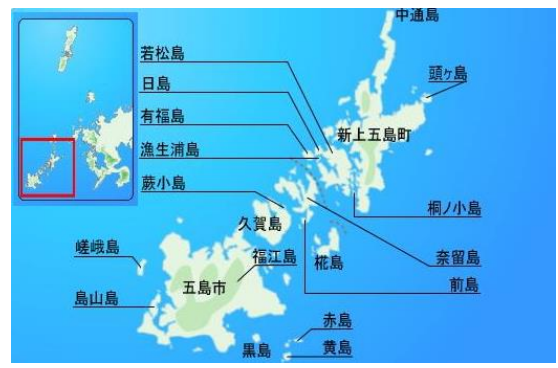 中通島
若松島
頭ヶ島
日島
有福島
新上五島町
漁生浦島
蕨小島
桐ノ小島
久賀島
嵯峨島
福江島
椛島
奈留島
五島市
前島
島山島
赤島
黒島
黄島